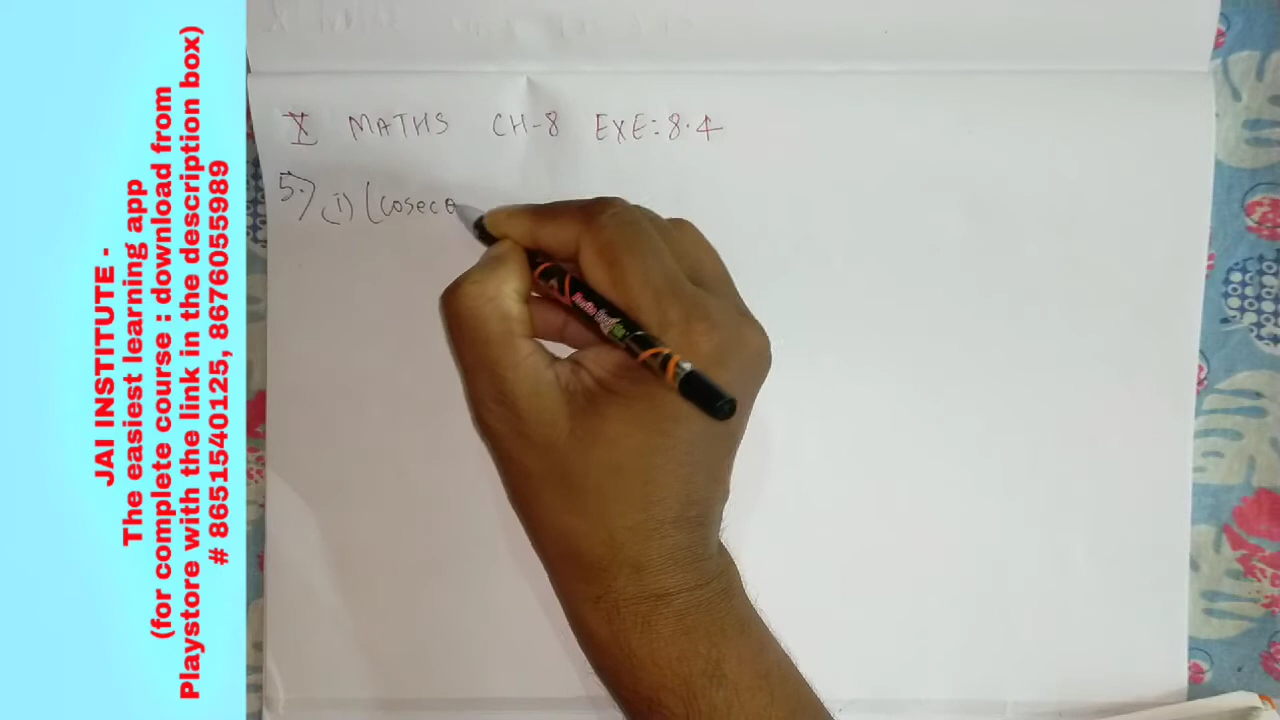 JAI INSTITUTE -
The easiest learning app
(for complete course : download from
Playstore with the link in the description box)
# 8651540125, 8676055989
X MATHS CH-8 EXE: 8.4
5.) (i) (cosec θ